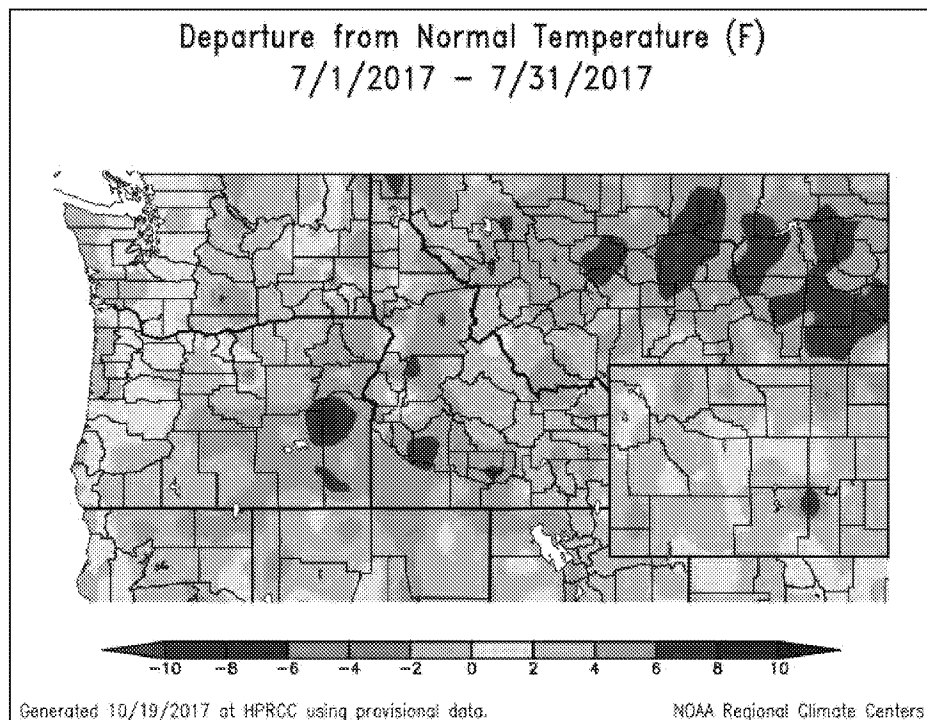 Departure from Normal Temperature (F)
7/1/2017 – 7/31/2017
-10 -8 -6 -4 -2 0 2 4 6 8 10
Generated 10/19/2017 at HPRCC using provisional data. NOAA Regional Climate Centers